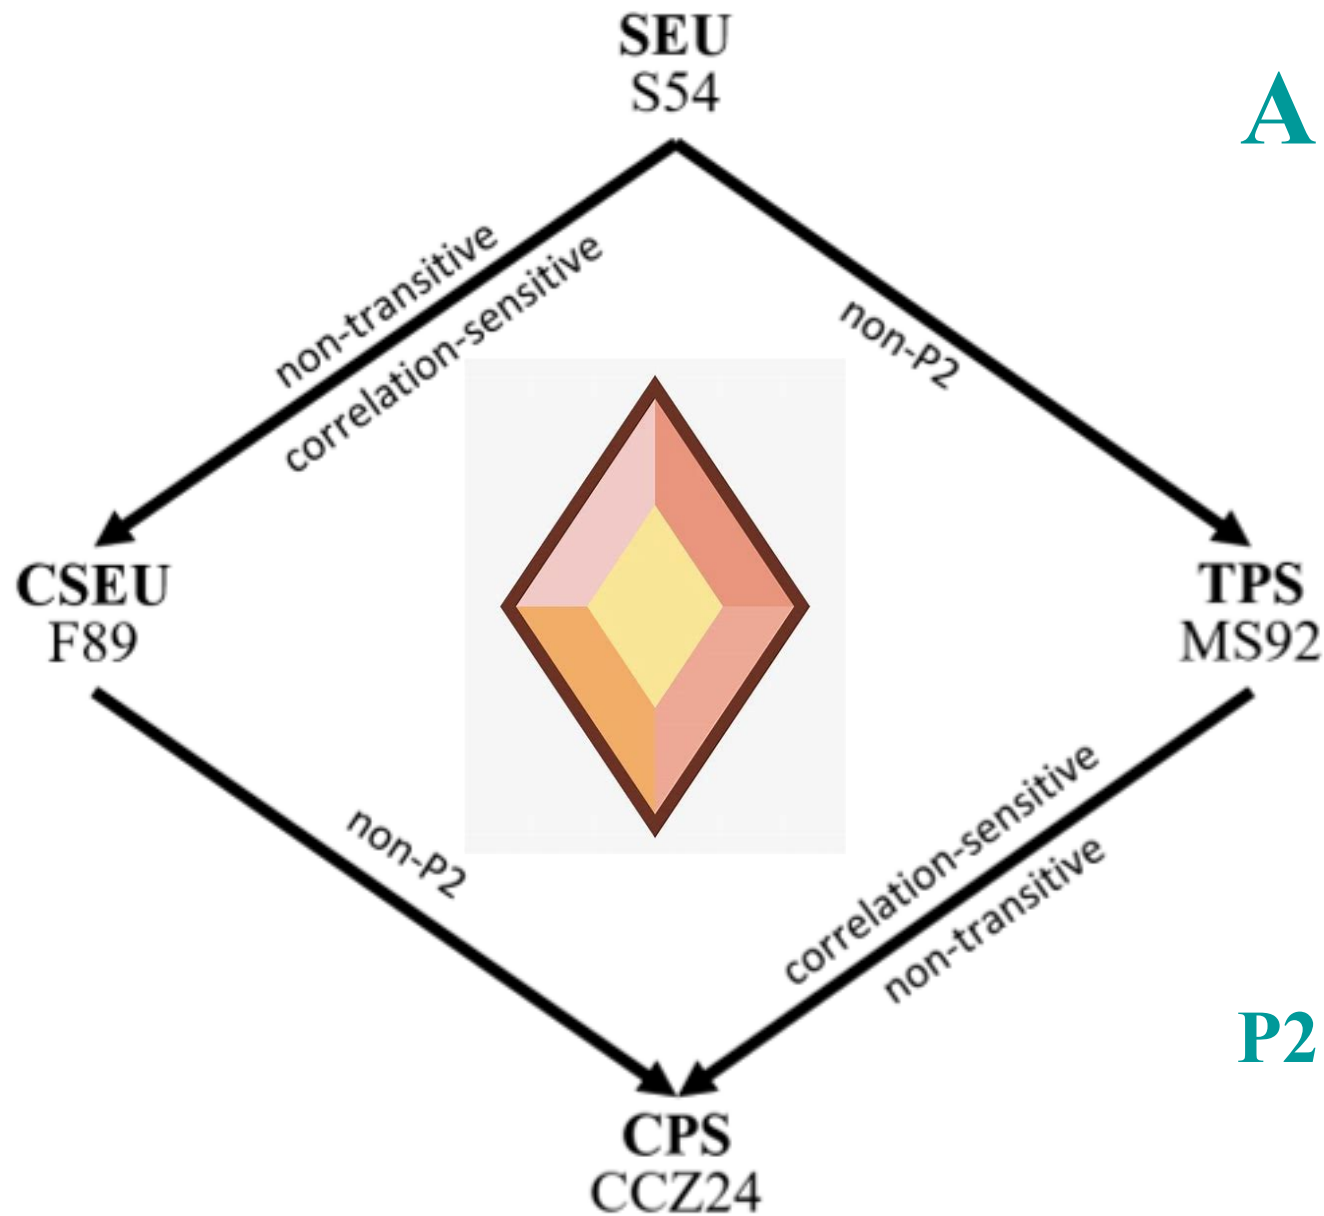 SEU
S54
A
non-transitive
correlation-sensitive
non-P2
CSEU
F89
TPS
MS92
non-P2
correlation-sensitive
non-transitive
P2
CPS
CCZ24